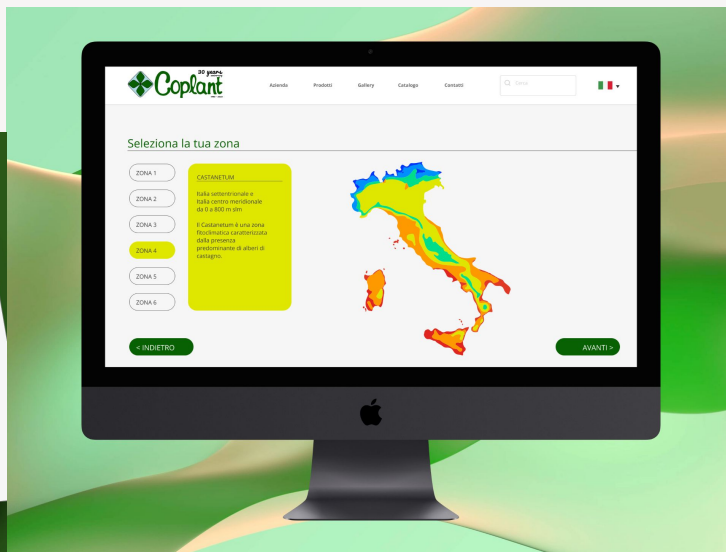 30 years
Coplant
Azienda Prodotti Gallery Catalogo Contatti
Seleziona la tua zona
ZONA 1
ZONA 2
ZONA 3
ZONA 4
ZONA 5
ZONA 6
CASTANETUM
Italia settentrionale e
Italia centro meridionale
da 0 a 800 m slm
Il Castanetum è una zona
fitoclimatica caratterizzata
dalla presenza
predominante di alberi di
castagno.
< INDIETRO
AVANTI >